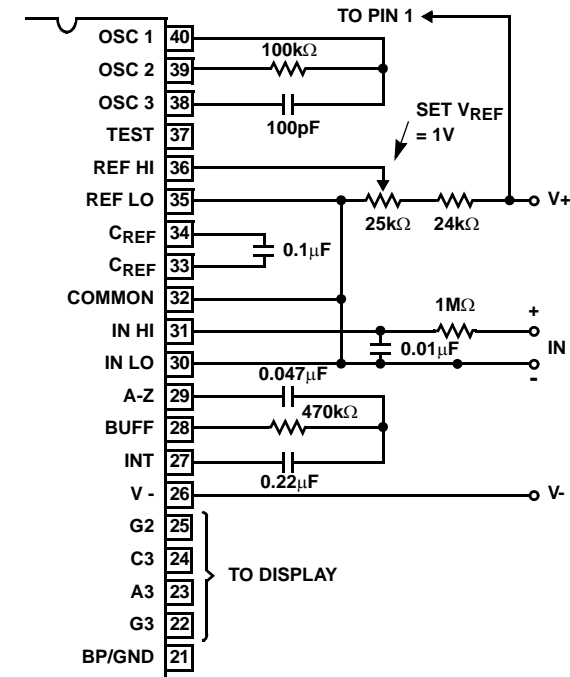 TO PIN 1
OSC 1 40
100kΩ
OSC 2 39
OSC 3 38
100pF
SET VREF
= 1V
TEST 37
REF HI 36
REF LO 35
V+
25kΩ 24kΩ
CREF 34
0.1μF
CREF 33
COMMON 32
1MΩ
+
IN HI 31
0.01μF
IN
IN LO 30
-
0.047μF
A-Z 29
470kΩ
BUFF 28
INT 27
0.22μF
V - 26
V-
G2 25
C3 24
TO DISPLAY
A3 23
G3 22
BP/GND 21